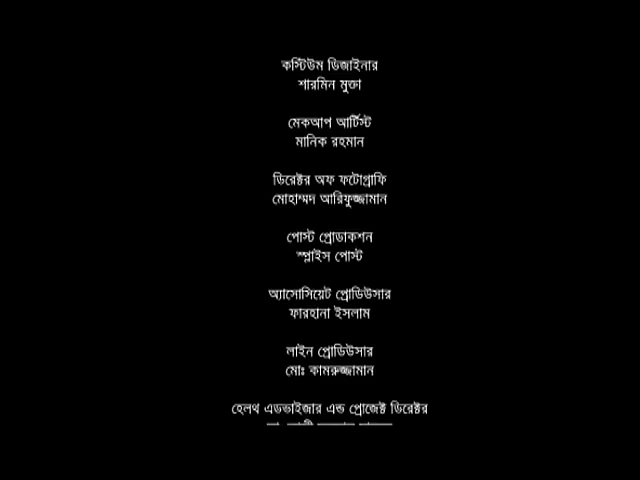 কস্টিউম ডিজাইনার
শারমিন মুক্তা
মেকআপ আর্টিস্ট
মানিক রহমান
ডিরেক্টর অফ ফটোগ্রাফি
মোহাম্মদ আরিফুজ্জামান
পোস্ট প্রোডাকশন
স্প্লাইস পোস্ট
অ্যাসোসিয়েট প্রোডিউসার
ফারহানা ইসলাম
লাইন প্রোডিউসার
মোঃ কামরুজ্জামান
হেলথ এডভাইজার এন্ড প্রোজেক্ট ডিরেক্টর